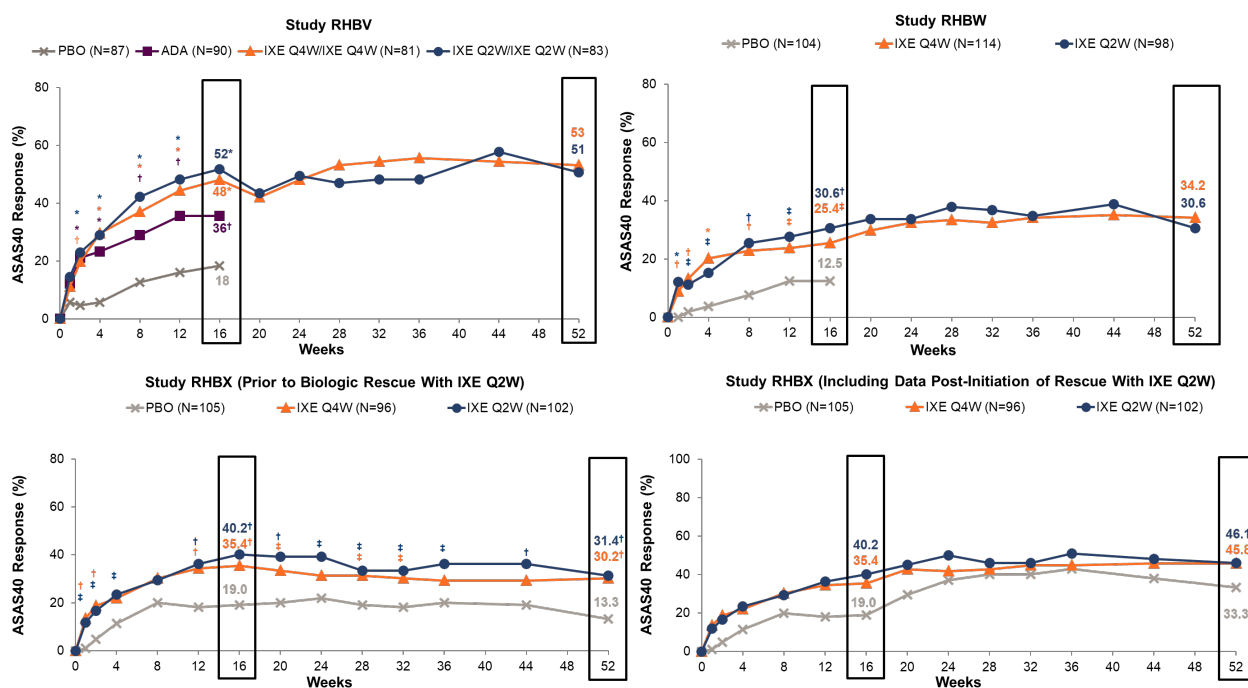 Study RHBV
PBO (N=87) ADA (N=90) IXE Q4W/IXE Q4W (N=81) IXE Q2W/IXE Q2W (N=83)
ASAS40 Response (%)
80
60
40
20
0
* * †
* * *
* * †
* * †
52*
48*
36†
18
53
51
0 4 8 12 16 20 24 28 32 36 40 44 48 52
Weeks
Study RHBW
PBO (N=104) IXE Q4W (N=114) IXE Q2W (N=98)
ASAS40 Response (%)
80
60
40
20
0
* †
† ‡
* ‡
† †
‡ ‡
30.6†
25.4‡
12.5
34.2
30.6
0 4 8 12 16 20 24 28 32 36 40 44 48 52
Weeks
Study RHBX (Prior to Biologic Rescue With IXE Q2W)
PBO (N=105) IXE Q4W (N=96) IXE Q2W (N=102)
ASAS40 Response (%)
80
60
40
20
0
† ‡
† ‡
‡
† †
40.2†
35.4†
19.0
† ‡
‡
‡ ‡
‡ ‡
‡
†
31.4†
30.2†
13.3
0 4 8 12 16 20 24 28 32 36 40 44 48 52
Weeks
Study RHBX (Including Data Post-Initiation of Rescue With IXE Q2W)
PBO (N=105) IXE Q4W (N=96) IXE Q2W (N=102)
ASAS40 Response (%)
100
80
60
40
20
0
40.2
35.4
19.0
46.1
45.8
33.3
0 4 8 12 16 20 24 28 32 36 40 44 48 52
Weeks